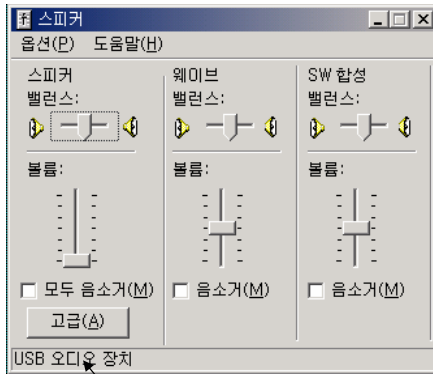 스피커
옵션(P) 도움말(H)
스피커
밸런스:
볼륨:
모두 음소거(M)
고급(A)
웨이브
밸런스:
볼륨:
음소거(M)
SW 합성
밸런스:
볼륨:
음소거(M)
USB 오디오 장치